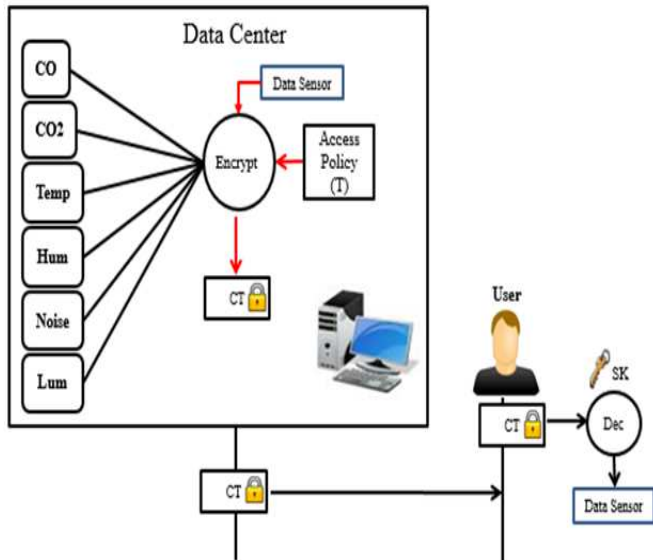 Data Center
CO
CO2
Temp
Hum
Noise
Lum
Data Sensor
Encrypt
Access
Policy
(T)
CT
User
SK
CT
Dec
CT
Data Sensor